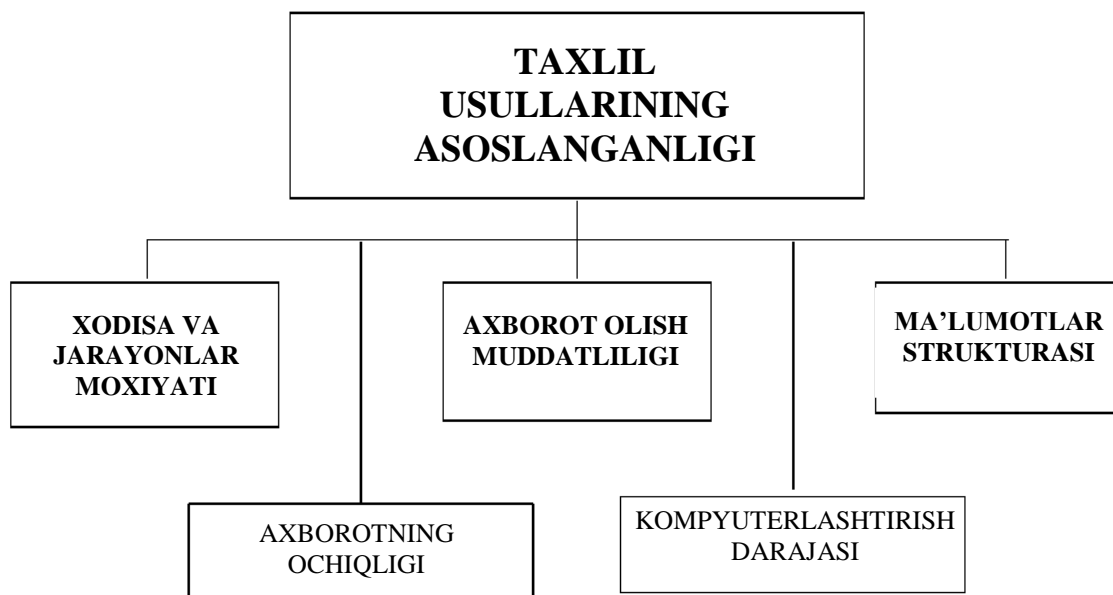 TAXLIL
USULLARINING
ASOSLANGANLIGI
XODISA VA
JARAYONLAR
MOXIYATI
AXBOROT OLISH
MUDDATLILIGI
MA’LUMOTLAR
STRUKTURASI
AXBOROTNING
OCHIQLIGI
KOMPYUTERLASHTIRISH
DARAJASI